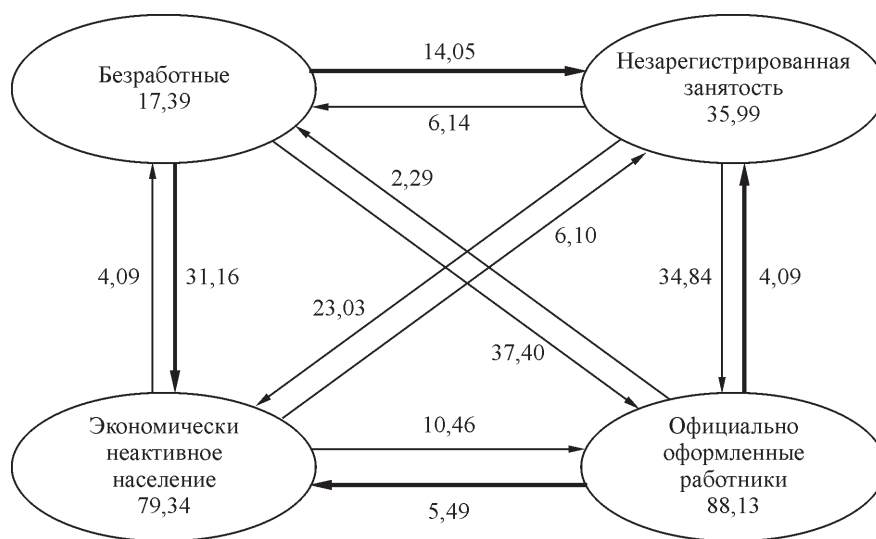 Безработные
17,39
14,05
6,14
Незарегистрированная
занятость
35,99
2,29
6,10
4,09
31,16
23,03
37,40
34,84
4,09
Экономически
неактивное
население
79,34
10,46
5,49
Официально
оформленные
работники
88,13